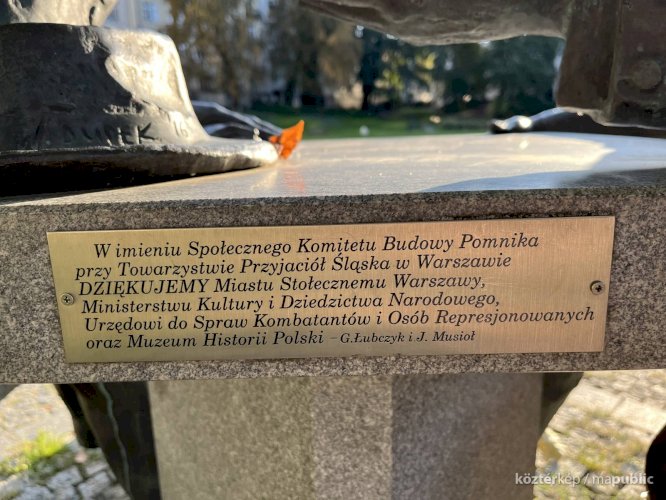 W imieniu Społecznego Komitetu Budowy Pomnika
przy Towarzystwie Przyjaciół Śląska w Warszawie
DZIĘKUJEMY Miastu Stołecznemu Warszawy,
Ministerstwu Kultury i Dziedzictwa Narodowego,
Urzędowi do Spraw Kombatantów i Osób Represjonowanych
oraz Muzeum Historii Polski – G.Łubczyk i J. Musioł
köztérkép / mapublic